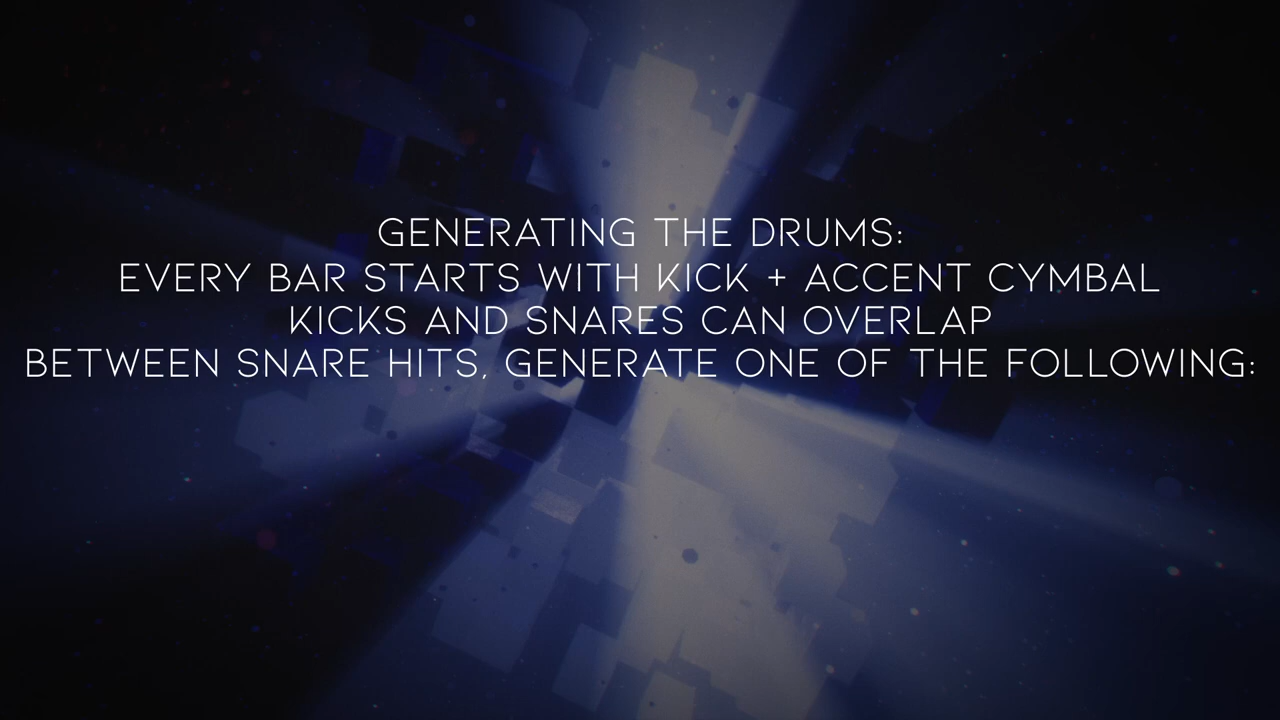 GENERATING THE DRUMS:
EVERY BAR STARTS WITH KICK + ACCENT CYMBAL
KICKS AND SNARES CAN OVERLAP
BETWEEN SNARE HITS, GENERATE ONE OF THE FOLLOWING: